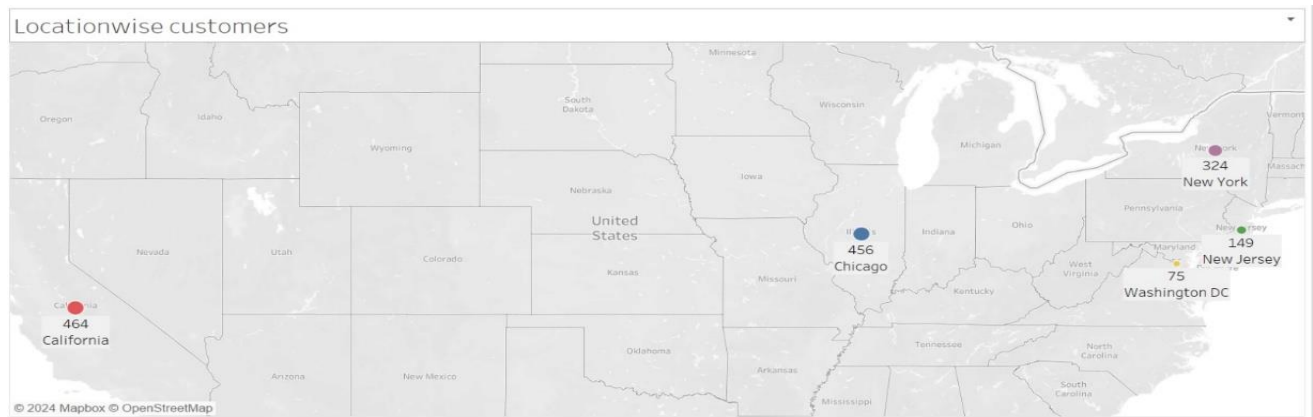 Locationwise customers
Minnesota
Oregon
Idaho
South
Dakota
Wisconsin
Vermont
Wyoming
Michigan
324
New York
Massach
Iowa
Nebraska
Pennsylvania
United
States
Nevada
Utah
Colorado
Illinois
456
Chicago
Indiana
Ohio
149
New Jersey
Maryland
Kansas
Missouri
West
Virginia
75
Washington DC
Kentucky
464
California
Oklahoma
Tennessee
North
Carolina
Arizona
New Mexico
Arkansas
South
Carolina
Mississippi
© 2024 Mapbox © OpenStreetMap